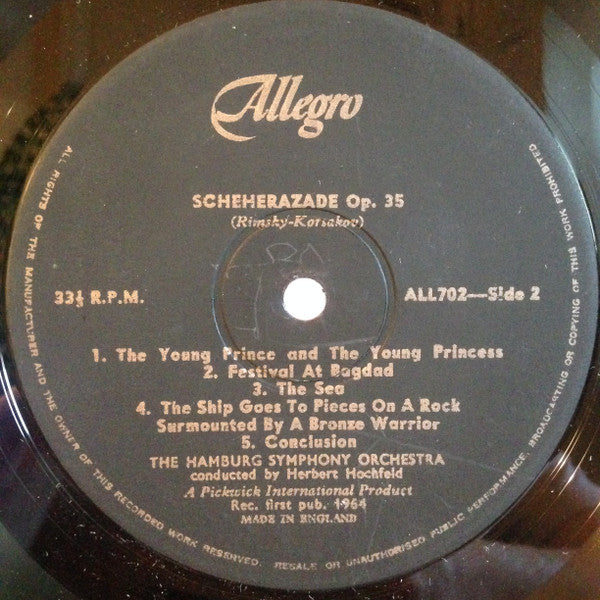 Allegro
SCHEHERAZADE Op. 35
(Rimsky-Korsakov)
33⅓ R.P.M.
ALL702—Side 2
1. The Young Prince and The Young Princess
2. Festival At Bagdad
3. The Sea
4. The Ship Goes To Pieces On A Rock
Surmounted By A Bronze Warrior
5. Conclusion
THE HAMBURG SYMPHONY ORCHESTRA
conducted by Herbert Hochfeld
A Pickwick International Product
Rec. first pub. 1964
MADE IN ENGLAND
ALL RIGHTS OF THE MANUFACTURER AND THE OWNER OF THIS RECORDED WORK RESERVED. RESALE OR UNAUTHORISED PUBLIC PERFORMANCE, BROADCASTING OR COPYING OF THIS WORK PROHIBITED